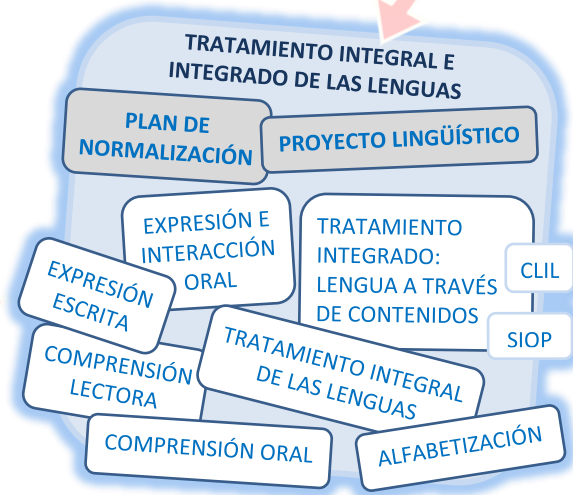 TRATAMIENTO INTEGRAL E
INTEGRADO DE LAS LENGUAS
PLAN DE
NORMALIZACIÓN
PROYECTO LINGÜÍSTICO
EXPRESIÓN E
INTERACCIÓN
ORAL
TRATAMIENTO
INTEGRADO:
LENGUA A TRAVÉS
DE CONTENIDOS
CLIL
SIOP
EXPRESIÓN
ESCRITA
TRATAMIENTO INTEGRAL
DE LAS LENGUAS
COMPRENSIÓN
LECTORA
COMPRENSIÓN ORAL
ALFABETIZACIÓN